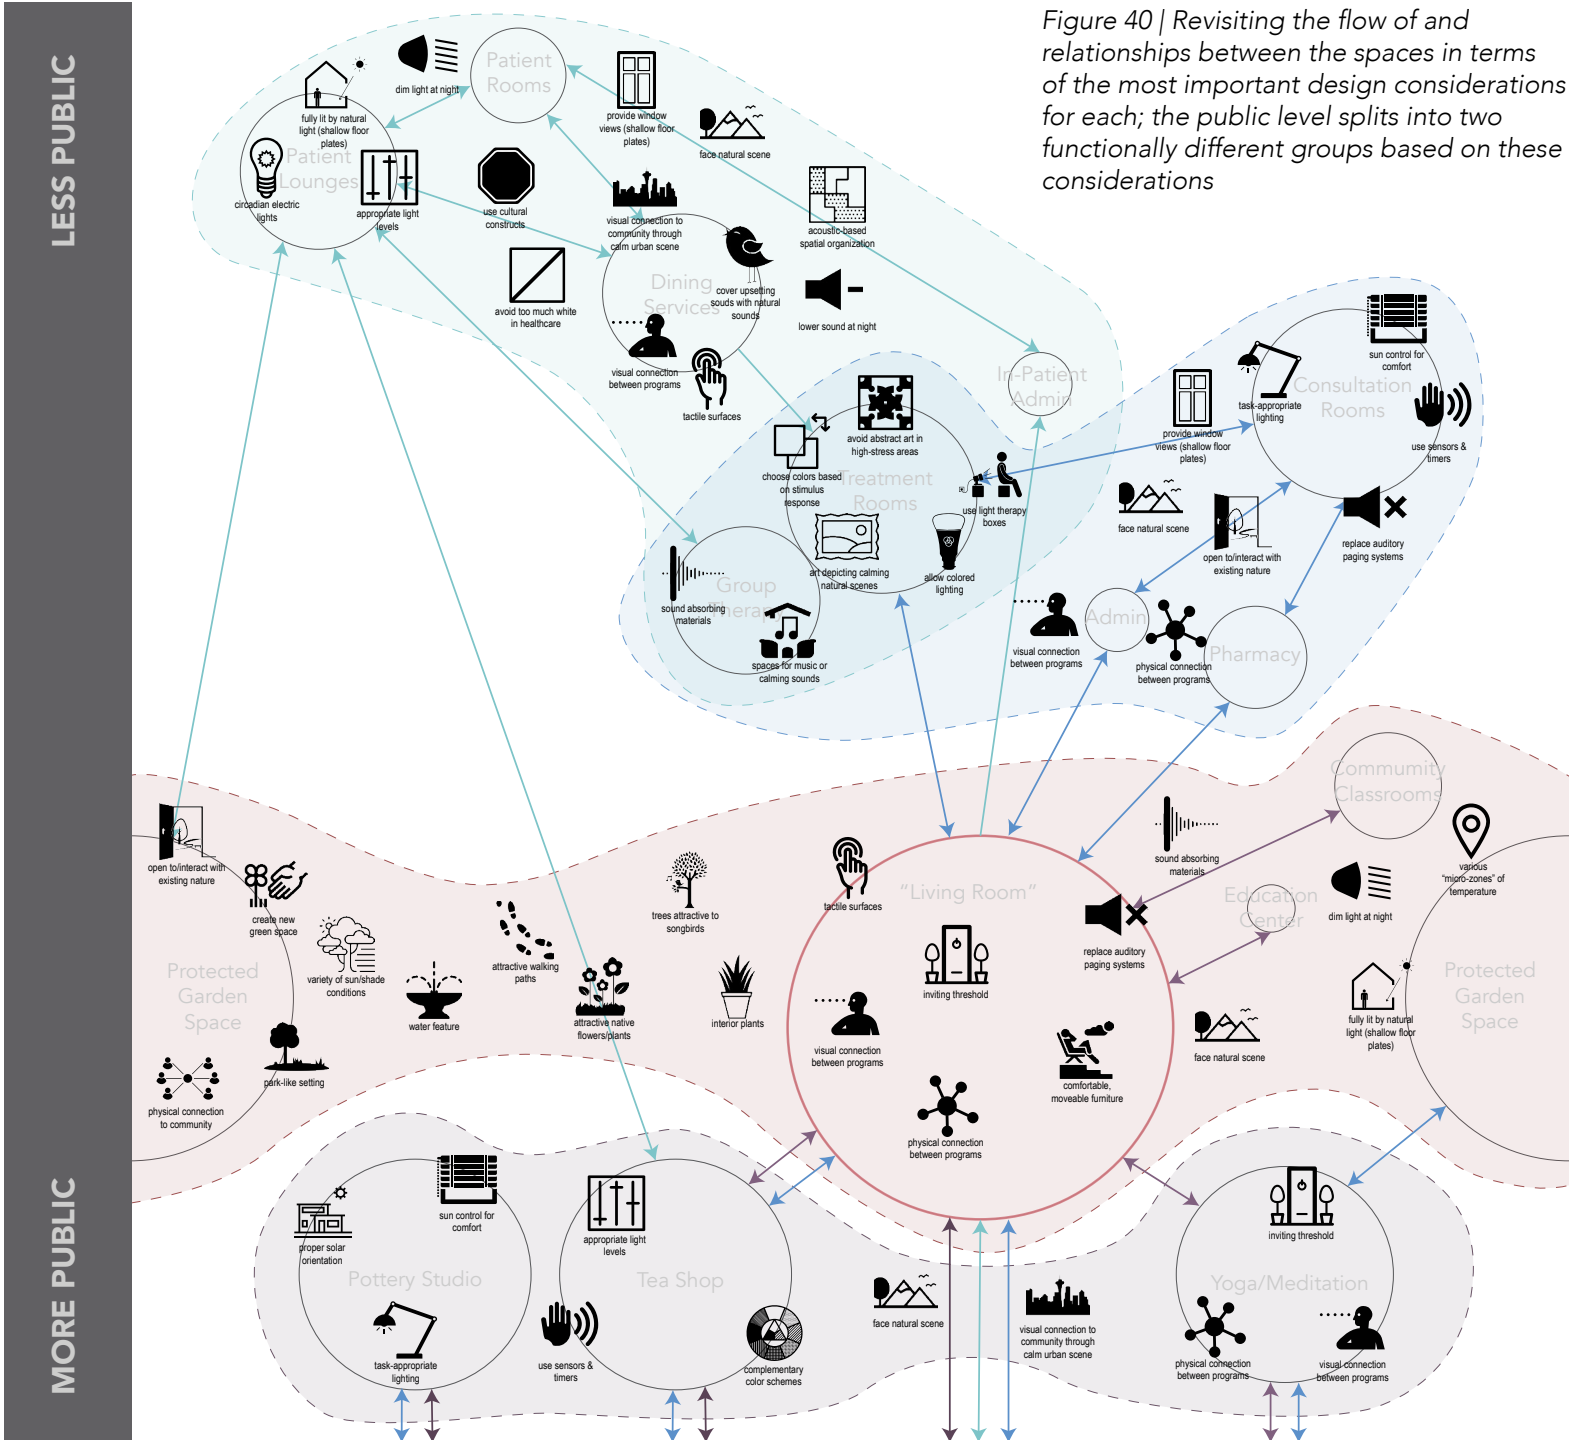 LESS PUBLIC
MORE PUBLIC
Figure 40 | Revisiting the flow of and
relationships between the spaces in terms
of the most important design considerations
for each; the public level splits into two
functionally different groups based on these
considerations
Patient
Rooms
dim light at night
fully lit by natural
light (shallow floor
plates)
Patient
Lounges
circadian electric
lights
appropriate light
levels
provide window
views (shallow floor
plates)
face natural scene
use cultural
constructs
visual connection to
community through
calm urban scene
acoustic-based
spatial organization
avoid too much white
in healthcare
Dining
Services
cover upsetting
souds with natural
sounds
lower sound at night
visual connection
between programs
tactile surfaces
In-Patient
Admin
avoid abstract art in
high-stress areas
choose colors based
on stimulus
response
Treatment
Rooms
use light therapy
boxes
art depicting calming
natural scenes
allow colored
lighting
Group
Therapy
sound absorbing
materials
spaces for music or
calming sounds
sun control for
comfort
Consultation
Rooms
task-appropriate
lighting
provide window
views (shallow floor
plates)
use sensors &
timers
face natural scene
open to/interact with
existing nature
replace auditory
paging systems
Admin
visual connection
between programs
physical connection
between programs
Pharmacy
Commumity
Classrooms
sound absorbing
materials
various
“micro-zones” of
temperature
Education
Center
dim light at night
open to/interact with
existing nature
create new
green space
variety of sun/shade
conditions
Protected
Garden
Space
water feature
attractive walking
paths
attractive native
flowers/plants
trees attractive to
songbirds
interior plants
park-like setting
physical connection
to community
“Living Room”
tactile surfaces
replace auditory
paging systems
inviting threshold
visual connection
between programs
comfortable,
moveable furniture
physical connection
between programs
face natural scene
fully lit by natural
light (shallow floor
plates)
Protected
Garden
Space
sun control for
comfort
proper solar
orientation
Pottery Studio
task-appropriate
lighting
appropriate light
levels
Tea Shop
use sensors &
timers
complementary
color schemes
face natural scene
visual connection to
community through
calm urban scene
inviting threshold
Yoga/Meditation
physical connection
between programs
visual connection
between programs